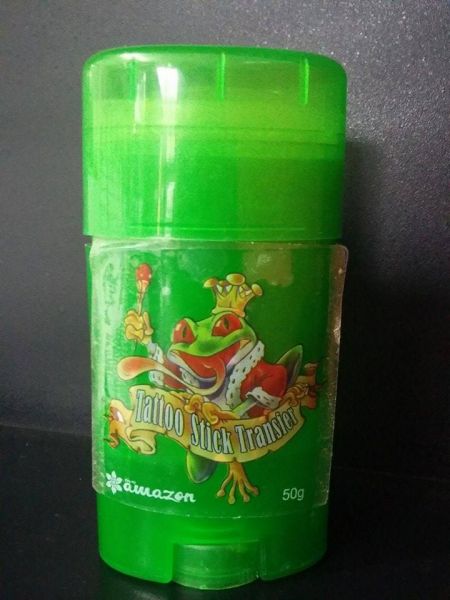 Tattoo Stick Transfer
amazon
50g